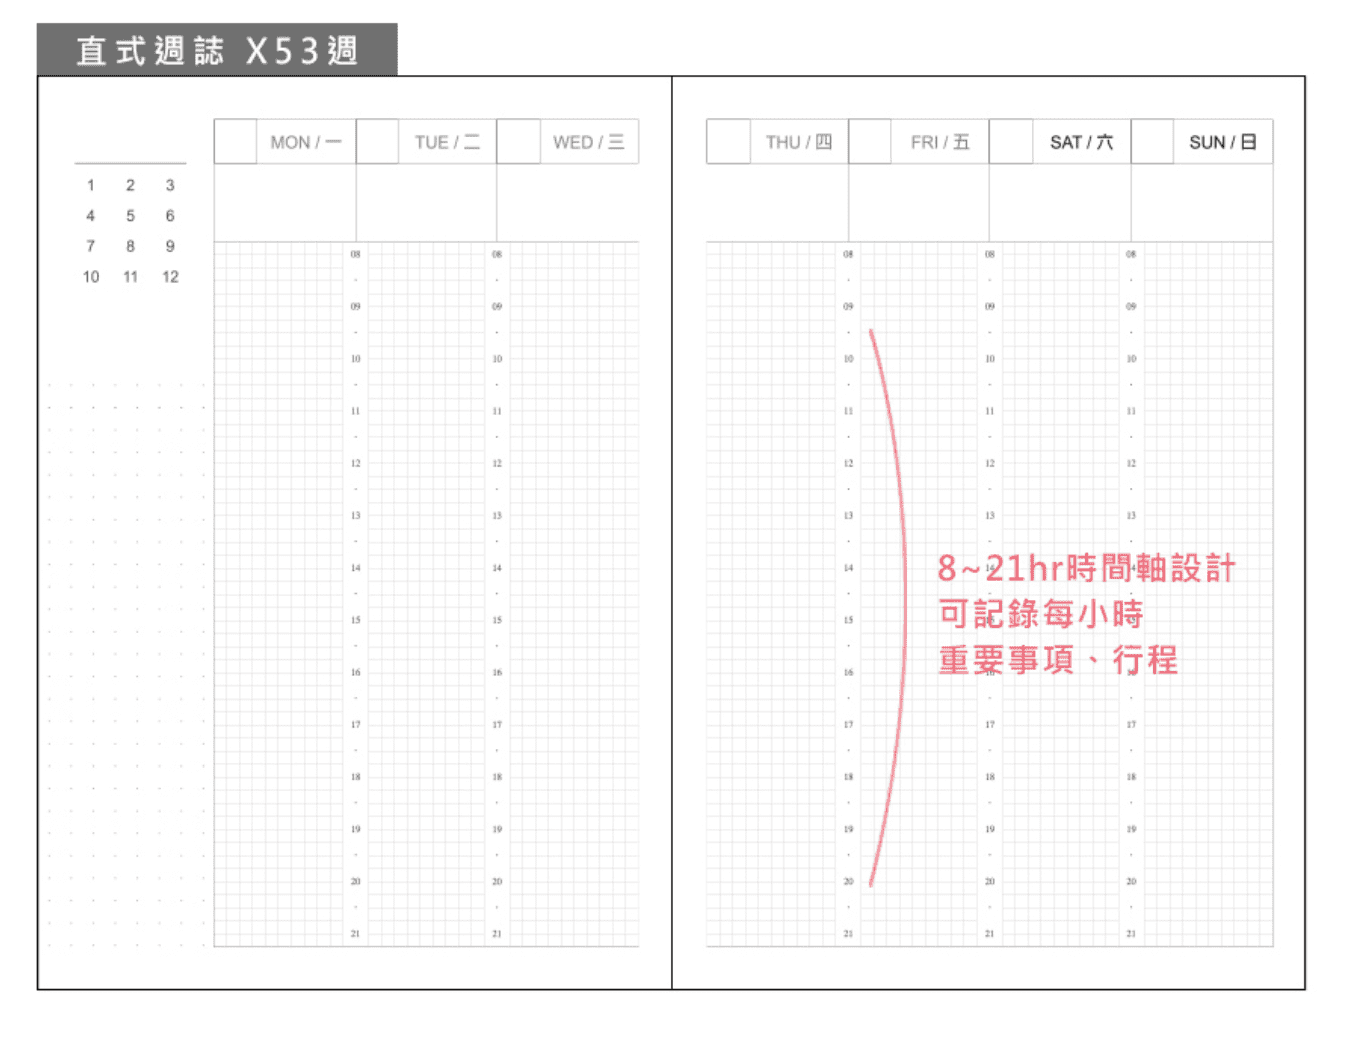 直式週誌 X53週
MON / 一
TUE / 二
WED / 三
THU / 四
FRI / 五
SAT / 六
SUN / 日
1 2 3
4 5 6
7 8 9
10 11 12
08 08 08 08 08
09 09 09 09 09
10 10 10 10 10
11 11 11 11 11
12 12 12 12 12
13 13 13 13 13
14 14 14
15 15 15
16 16 16
17 17 17 17 17
18 18 18 18 18
19 19 19 19 19
20 20 20 20 20
21 21 21 21 21
8~21hr時間軸設計
可記錄每小時
重要事項、行程